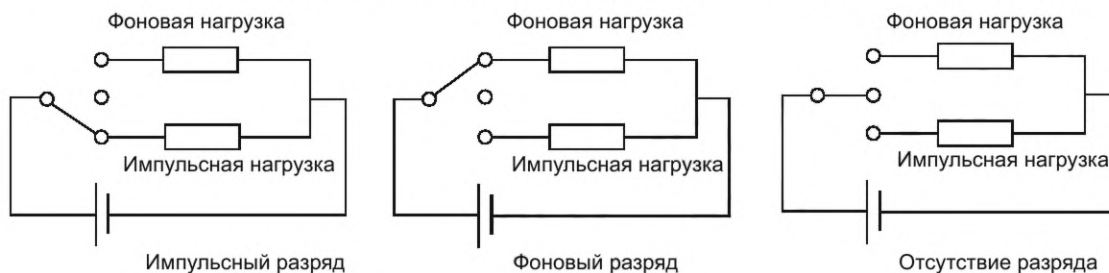 Фоновая нагрузка
Импульсная нагрузка
Импульсный разряд
Фоновая нагрузка
Импульсная нагрузка
Фоновый разряд
Фоновая нагрузка
Импульсная нагрузка
Отсутствие разряда